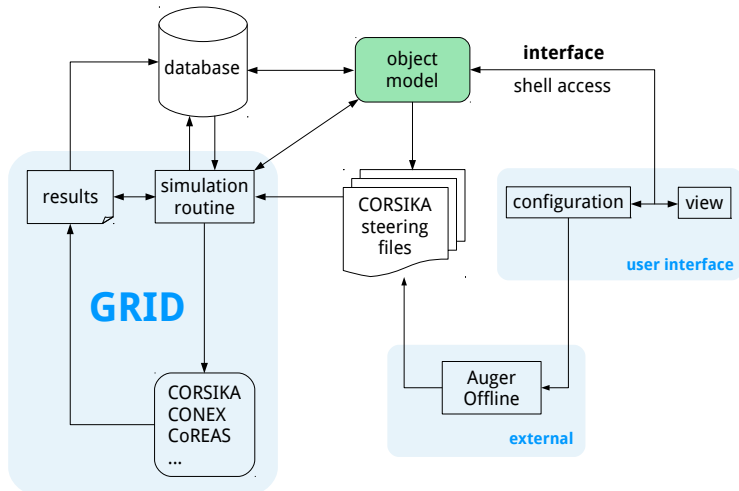 database
object
model
interface
shell access
results
simulation
routine
CORSIKA
steering
files
configuration
view
user interface
GRID
CORSIKA
CONEX
CoREAS
...
Auger
Offline
external